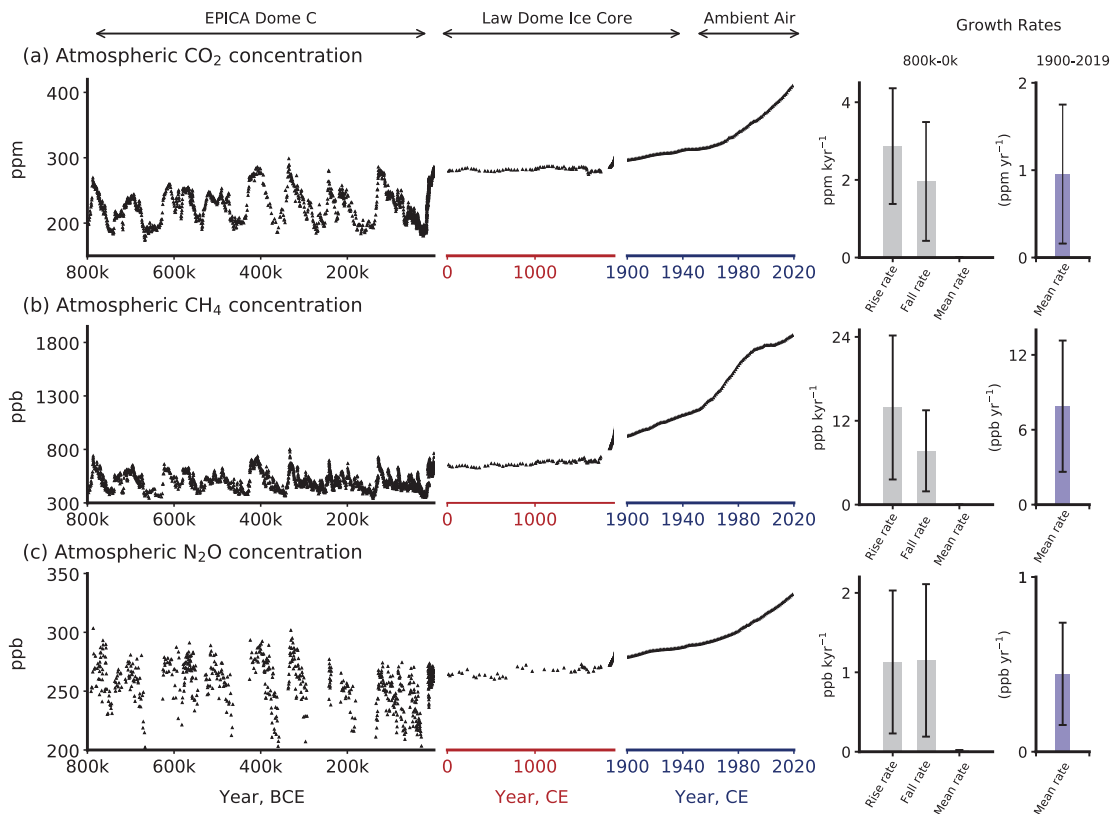 EPICA Dome C
Law Dome Ice Core
Ambient Air
Growth Rates
(a) Atmospheric CO₂ concentration
800k-0k
1900-2019
ppm
400
300
200
800k 600k 400k 200k
0 1000
1900 1940 1980 2020
ppm kyr⁻¹
4
2
0
Rise rate
Fall rate
Mean rate
(ppm yr⁻¹)
2
1
0
Mean rate
(b) Atmospheric CH₄ concentration
ppb
1800
1300
800
300
800k 600k 400k 200k
0 1000
1900 1940 1980 2020
ppb kyr⁻¹
24
12
0
Rise rate
Fall rate
Mean rate
(ppb yr⁻¹)
12
6
0
Mean rate
(c) Atmospheric N₂O concentration
ppb
350
300
250
200
800k 600k 400k 200k
0 1000
1900 1940 1980 2020
Year, BCE
Year, CE
Year, CE
ppb kyr⁻¹
2
1
0
Rise rate
Fall rate
Mean rate
(ppb yr⁻¹)
1
0
Mean rate